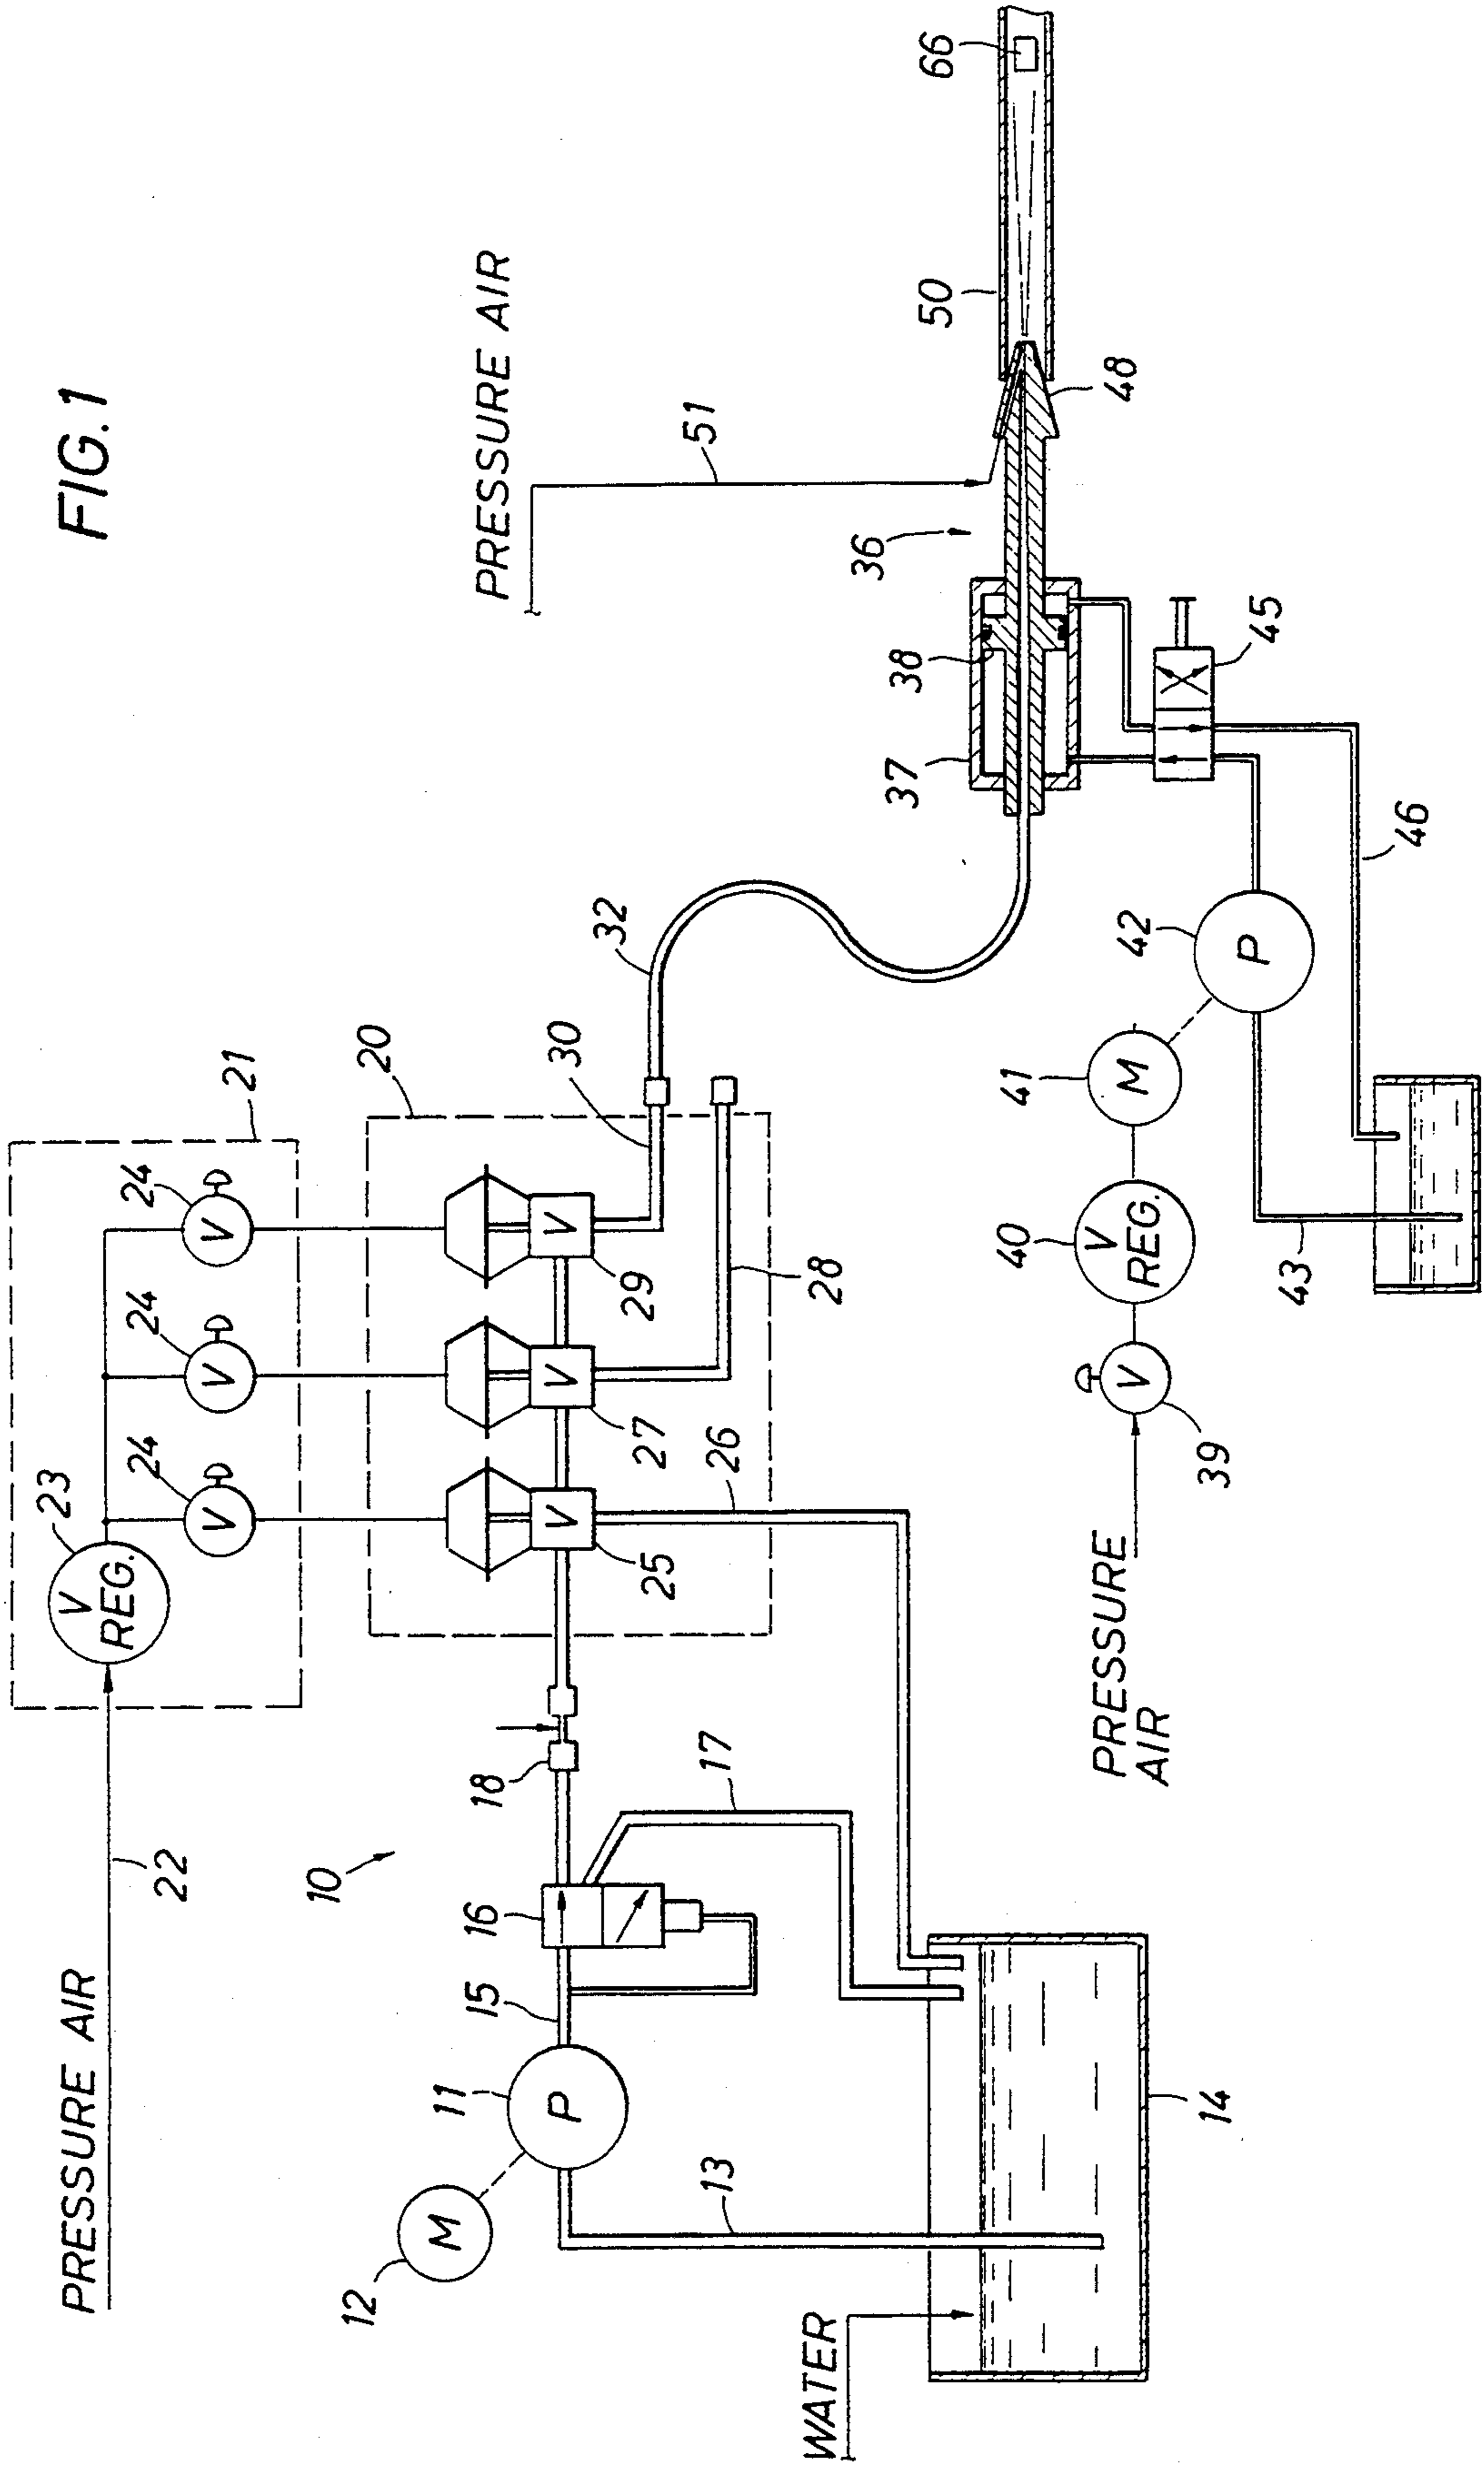 FIG. 1
PRESSURE AIR
22
V
REG.
23
24
V
24
V
24
V
21
20
10
12
M
11
P
15
16
18
17
13
14
WATER
V
25
26
V
27
28
V
29
30
32
PRESSURE AIR
51
36
37
38
48
50
66
45
46
42
P
41
M
40
V
REG.
39
V
43
PRESSURE
AIR